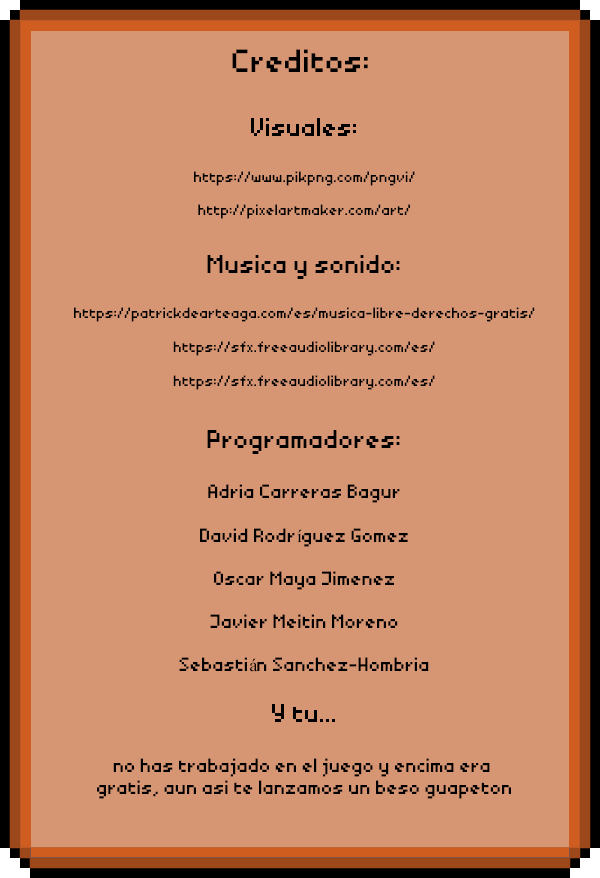 Creditos:
Visuales:
https://www.pikpng.com/pngvi/
http://pixelartmaker.com/art/
Musica y sonido:
https://patrickdearteaga.com/es/musica-libre-derechos-gratis/
https://sfx.freeaudiolibrary.com/es/
https://sfx.freeaudiolibrary.com/es/
Programadores:
Adria Carreras Bagur
David Rodríguez Gomez
Oscar Maya Jimenez
Javier Meitin Moreno
Sebastián Sanchez-Hombria
Y tu...
no has trabajado en el juego y encima era
gratis, aun asi te lanzamos un beso guapeton